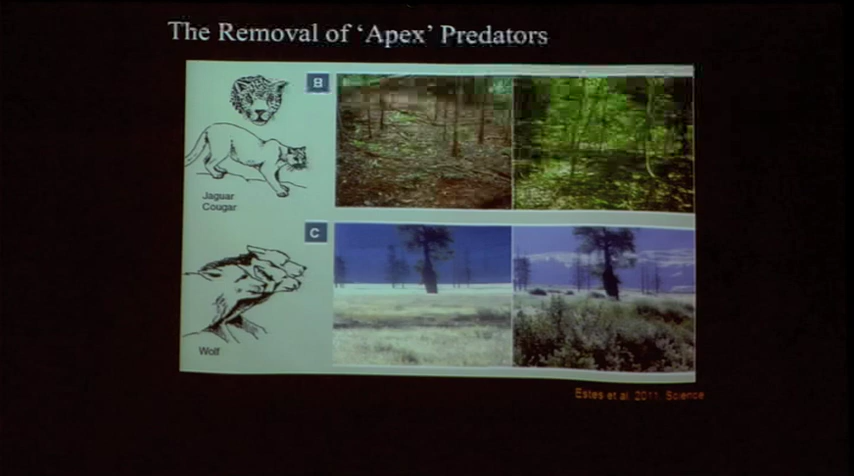 The Removal of ‘Apex’ Predators
B
Jaguar
Cougar
C
Wolf
Estes et al. 2011, Science